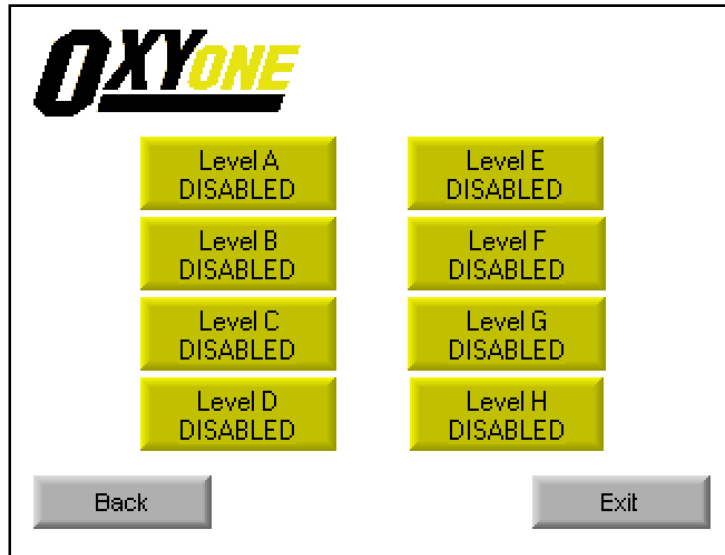 OXYONE
Level A
DISABLED
Level E
DISABLED
Level B
DISABLED
Level F
DISABLED
Level C
DISABLED
Level G
DISABLED
Level D
DISABLED
Level H
DISABLED
Back
Exit